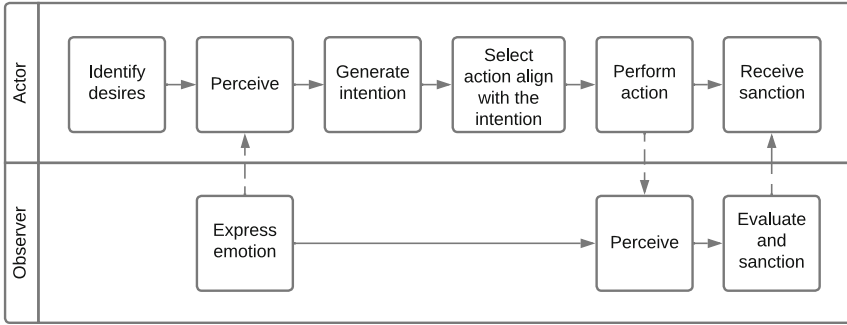 Actor
Identify
desires
Perceive
Generate
intention
Select
action align
with the
intention
Perform
action
Receive
sanction
Observer
Express
emotion
Perceive
Evaluate
and
sanction